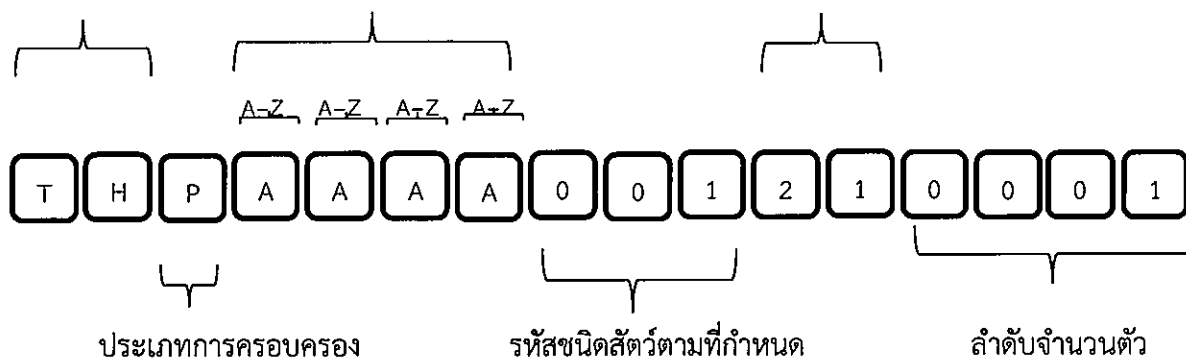 A-Z A-Z A-Z A-Z
T H P A A A A 0 0 1 2 1 0 0 0 1
ประเภทการครอบครอง รหัสชนิดสัตว์ตามที่กำหนด ลำดับจำนวนตัว